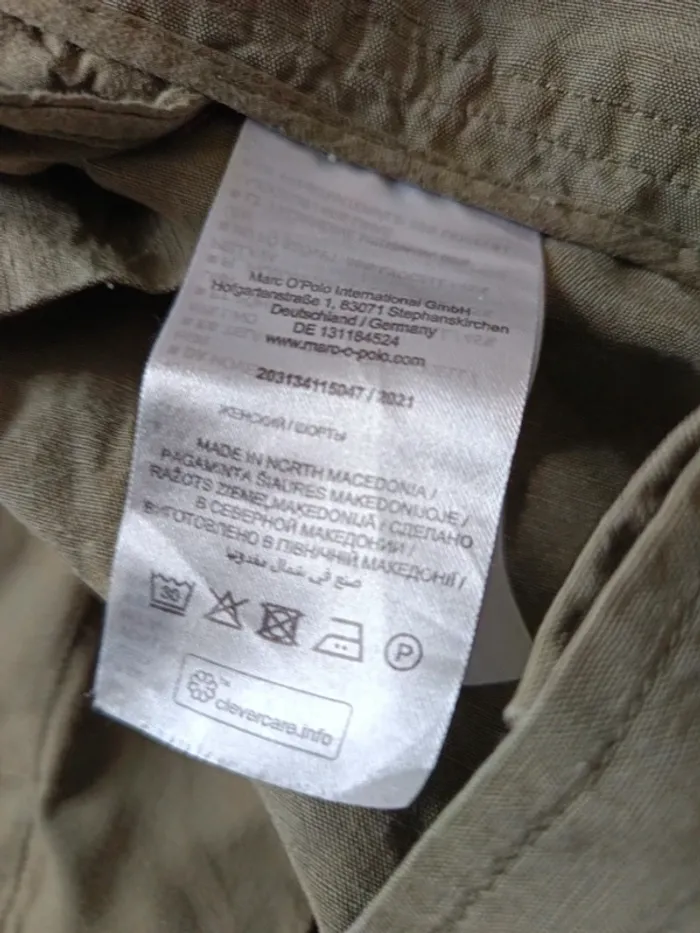 Marc O'Polo International GmbH
Hofgartenstraße 1, 83071 Stephanskirchen
Deutschland / Germany
DE 131184524
www.marc-o-polo.com
203134115047 / 2021
ЖЕНСКИЙ / ШОРТЫ
MADE IN NORTH MACEDONIA /
PAGAMINTA ŠIAURĖS MAKEDONIJOJE /
RAŽOTS ZIEMEĻMAKEDONIJĀ / СДЕЛАНО
В СЕВЕРНОЙ МАКЕДОНИИ /
ВИГОТОВЛЕНО В ПІВНІЧНІЙ МАКЕДОНІЇ /
صنع في شمال مقدونيا
30
P
TM
clevercare.info